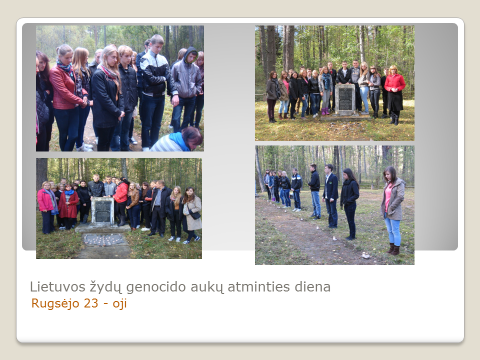 Lietuvos žydų genocido aukų atminties diena
Rugsėjo 23 - oji